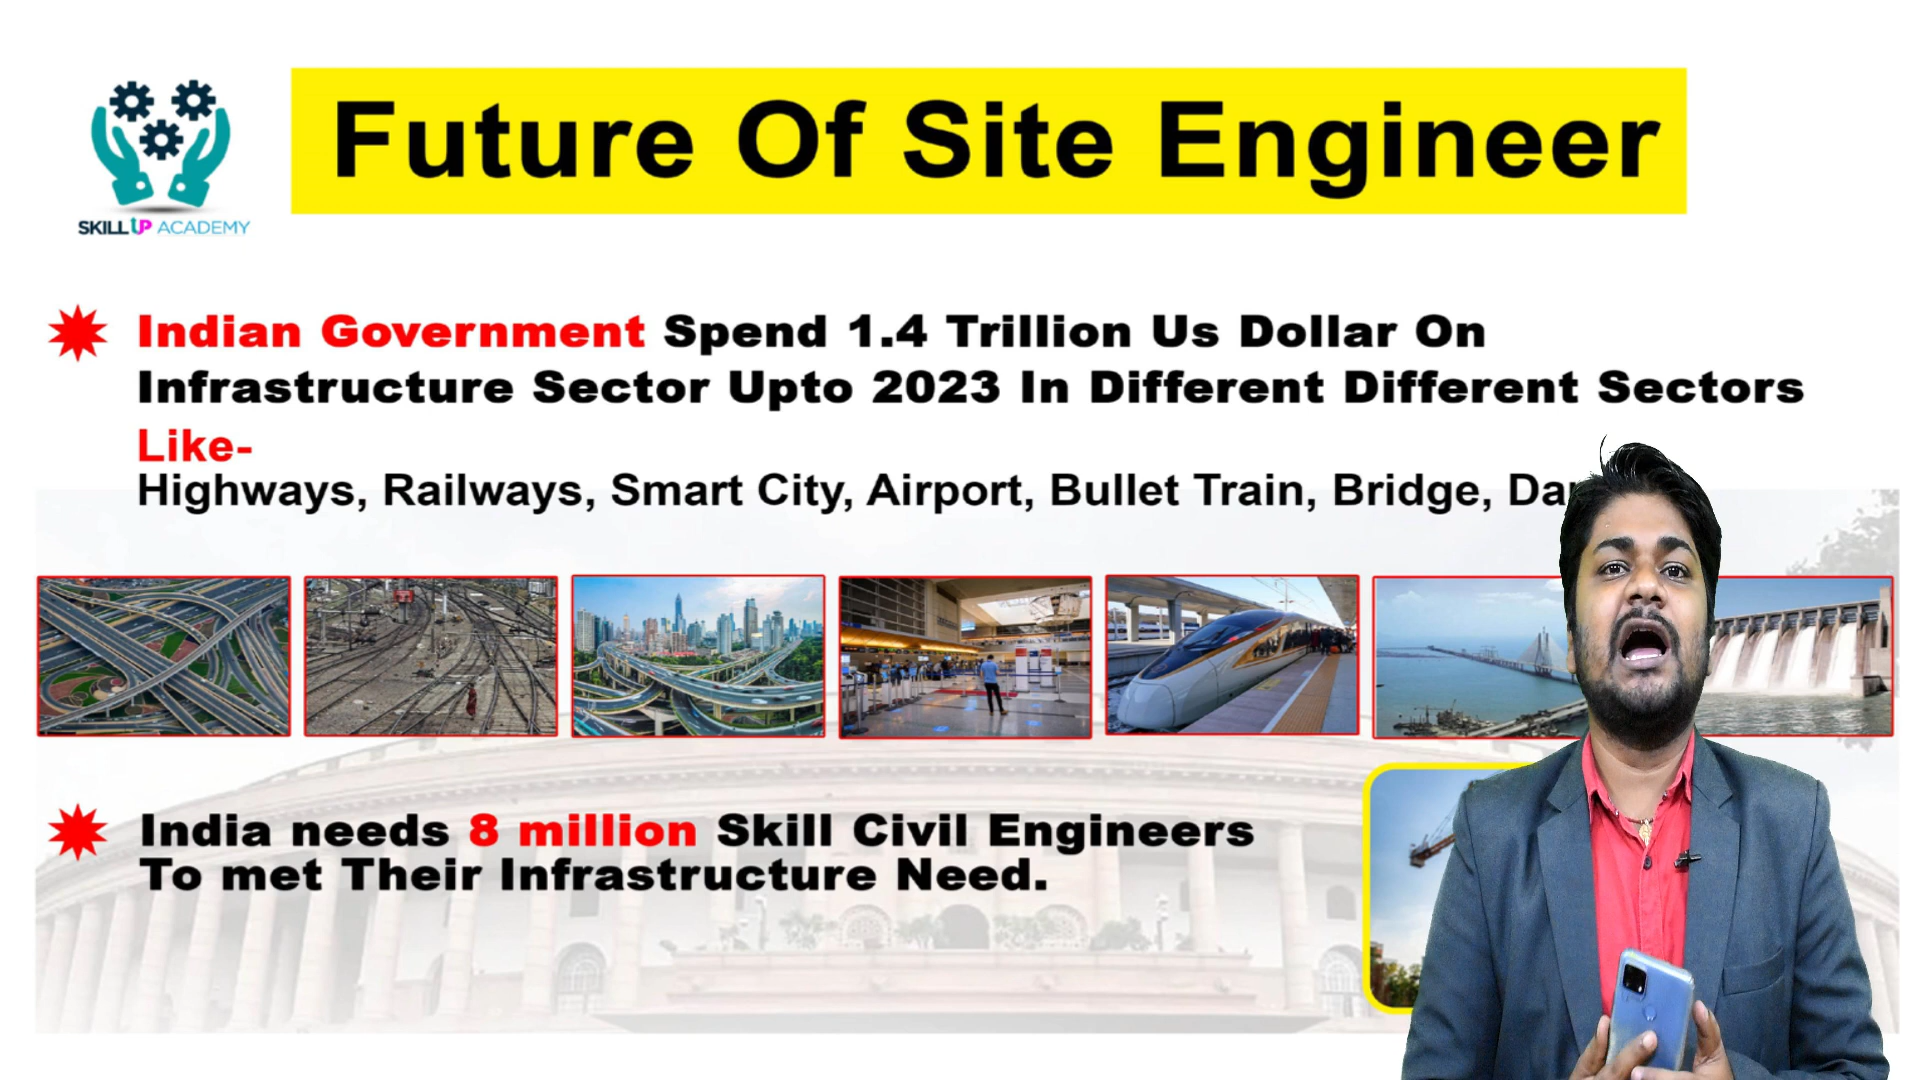 Future Of Site Engineer
SKILLUP ACADEMY
Indian Government Spend 1.4 Trillion Us Dollar On
Infrastructure Sector Upto 2023 In Different Different Sectors
Like-
Highways, Railways, Smart City, Airport, Bullet Train, Bridge,
India needs 8 million Skill Civil Engineers
To met Their Infrastructure Need.